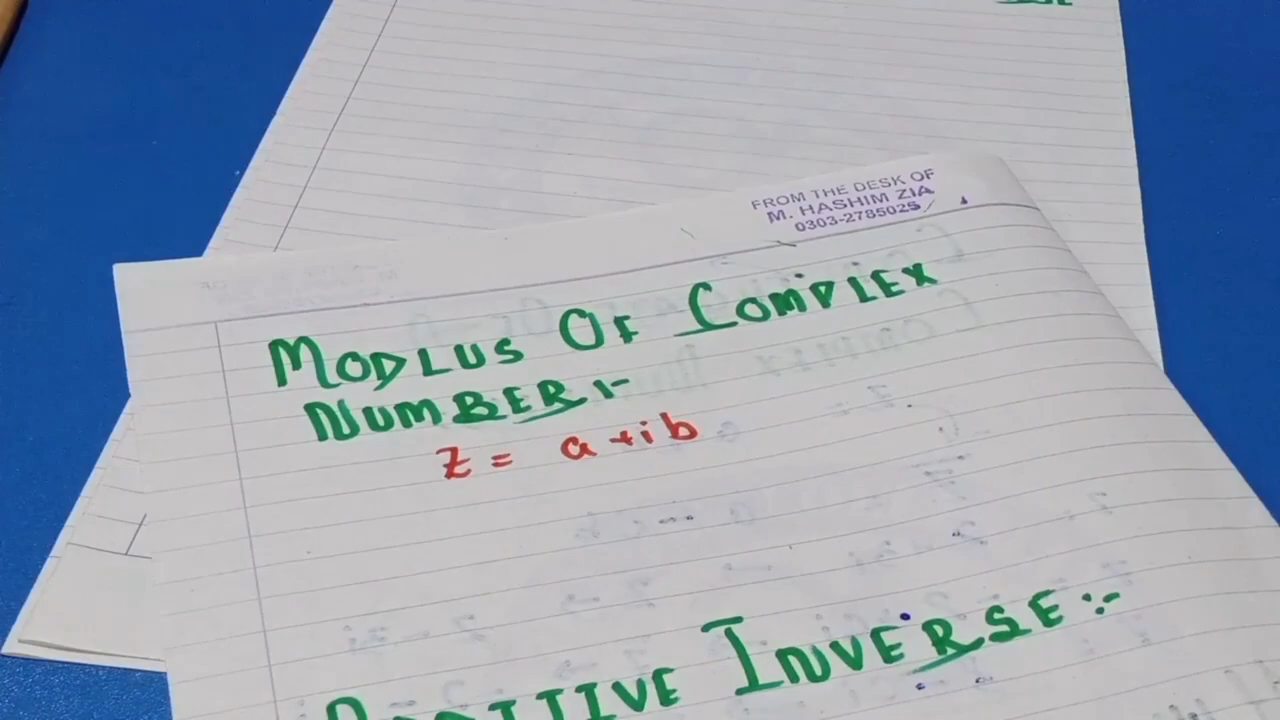 FROM THE DESK OF
M. HASHIM ZIA
0303-2785025
MODLUS OF COMPLEX
NUMBER :-
Z = a+ib
INVERSE :-